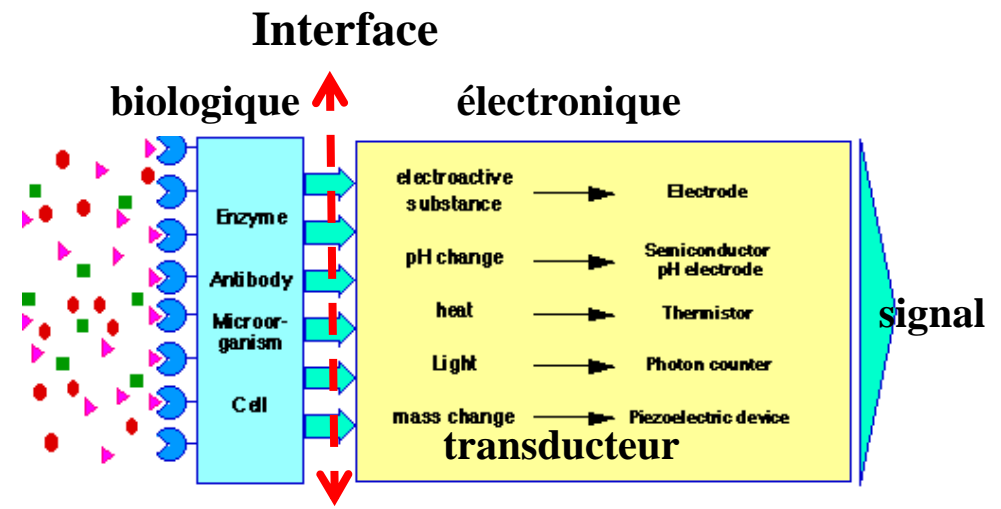 Interface
biologique
électronique
Enzyme
Antibody
Microor-
ganism
Cell
electroactive
substance
Electrode
pH change
Semiconductor
pH electrode
heat
Thermistor
Light
Photon counter
mass change
Piezoelectric device
transducteur
signal